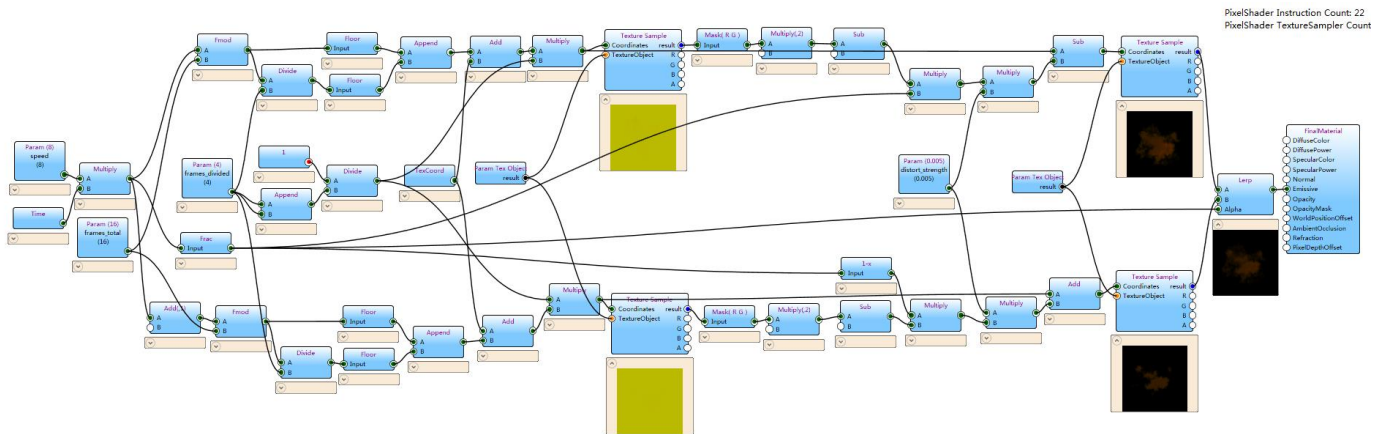 PixelShader Instruction Count: 22
PixelShader TextureSampler Count
Fmod
A
B
Floor
Input
Append
A
B
Add
A
B
Multiply
A
B
Texture Sample
Coordinates result
TextureObject R
G
B
A
Mask( R G )
Input
Multiply(,2)
A
B
Sub
A
B
Sub
A
B
Texture Sample
Coordinates result
TextureObject R
G
B
A
Divide
A
B
Floor
Input
Multiply
A
B
Multiply
A
B
FinalMaterial
DiffuseColor
DiffusePower
SpecularColor
SpecularPower
Normal
Emissive
Opacity
OpacityMask
WorldPositionOffset
AmbientOcclusion
Refraction
PixelDepthOffset
Param (8)
speed
(8)
Multiply
A
B
Param (4)
frames_divided
(4)
1
Divide
A
B
TexCoord
Param Tex Object
result
Param (0.005)
distort_strength
(0.005)
Param Tex Object
result
Lerp
A
B
Alpha
Append
A
B
Time
Param (16)
frames_total
(16)
Frac
Input
1-x
Input
Add(,1)
A
B
Fmod
A
B
Floor
Input
Append
A
B
Add
A
B
Multiply
A
B
Texture Sample
Coordinates result
TextureObject R
G
B
A
Mask( R G )
Input
Multiply(,2)
A
B
Sub
A
B
Multiply
A
B
Multiply
A
B
Add
A
B
Texture Sample
Coordinates result
TextureObject R
G
B
A
Divide
A
B
Floor
Input